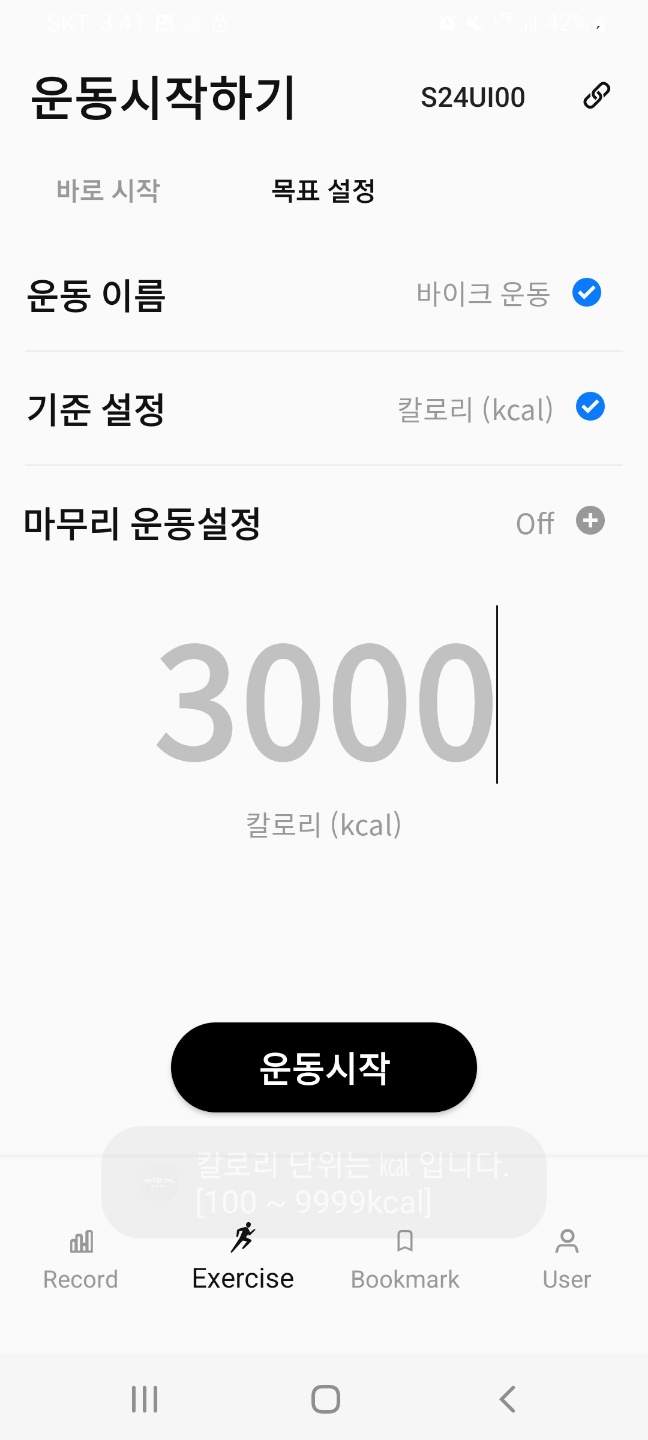 SKT 3:41 42%
운동시작하기 S24UI00
바로 시작 목표 설정
운동 이름 바이크 운동
기준 설정 칼로리 (kcal)
마무리 운동설정 Off
3000
칼로리 (kcal)
운동시작
칼로리 단위는 ㎉ 입니다.
[100 ~ 9999kcal]
Record Exercise Bookmark User